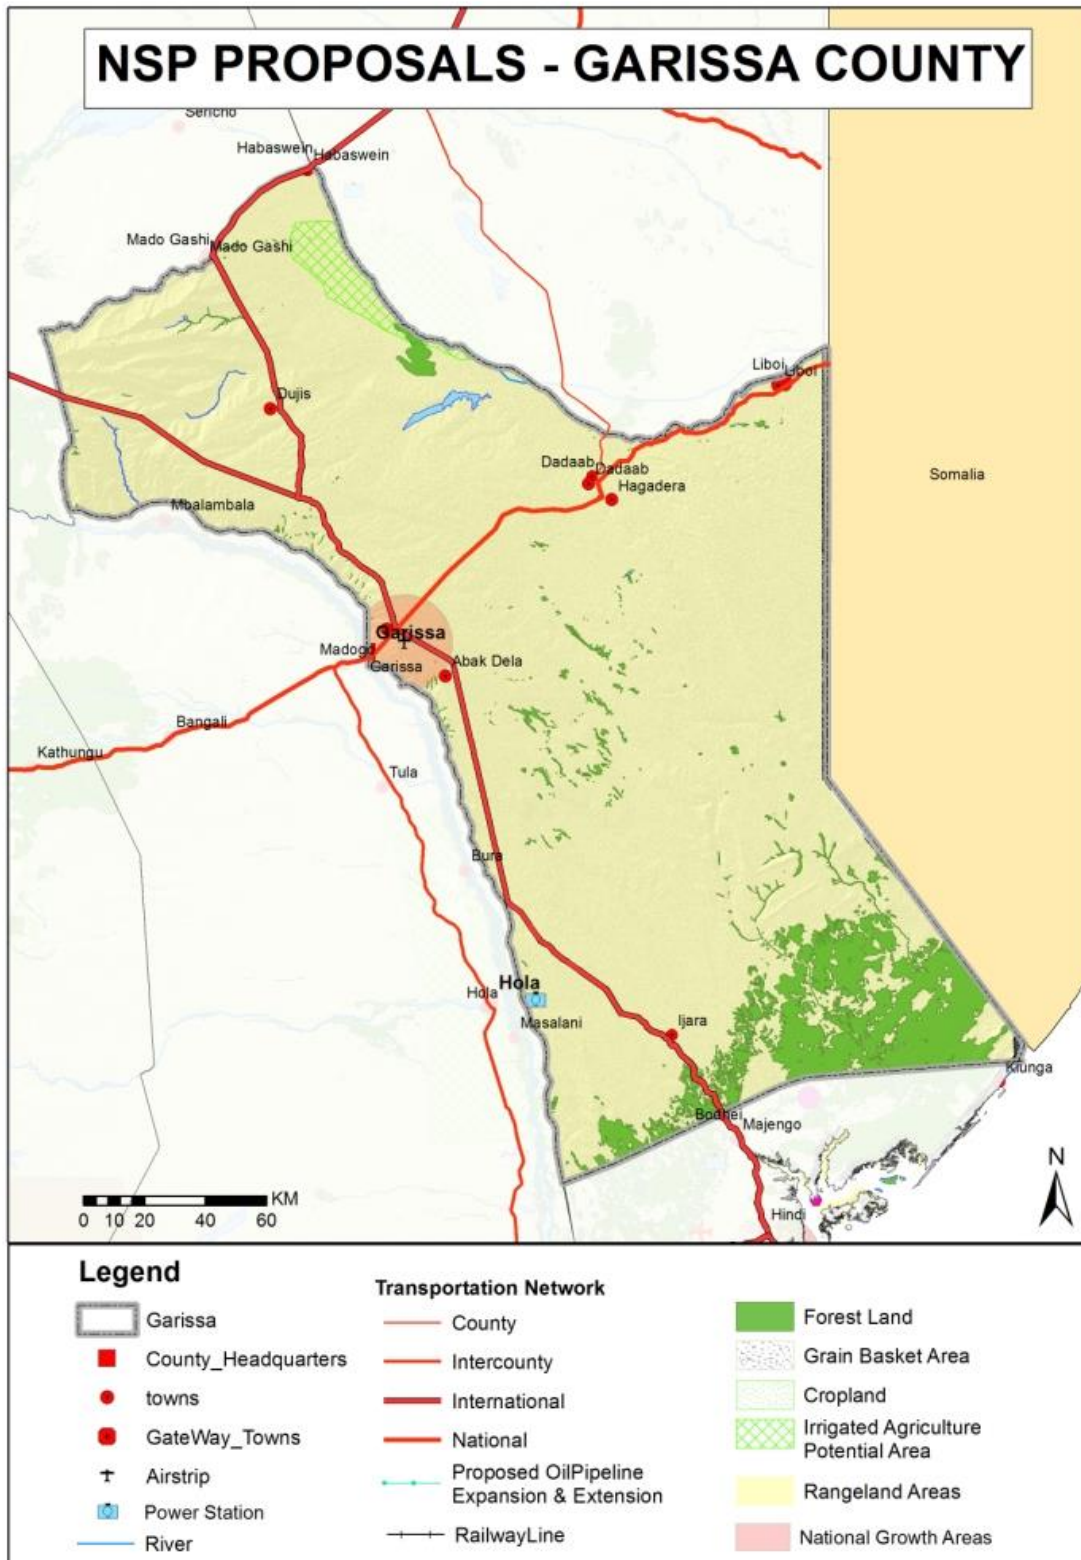 NSP PROPOSALS - GARISSA COUNTY
Sericho
Habaswein
Habaswein
Mado Gashi
Mado Gashi
Liboi
Liboi
Dujis
Dadaab
Dadaab
Hagadera
Somalia
Mbalambala
Garissa
Madogo
Garissa
Abak Dela
Bangali
Kathungu
Tula
Bura
Hola
Hola
Masalani
Ijara
Kiunga
Bodhei
Majengo
Hindi
N
KM
0 10 20 40 60
Legend
Garissa
County_Headquarters
towns
GateWay_Towns
Airstrip
Power Station
River
Transportation Network
County
Intercounty
International
National
Proposed OilPipeline
Expansion & Extension
RailwayLine
Forest Land
Grain Basket Area
Cropland
Irrigated Agriculture
Potential Area
Rangeland Areas
National Growth Areas